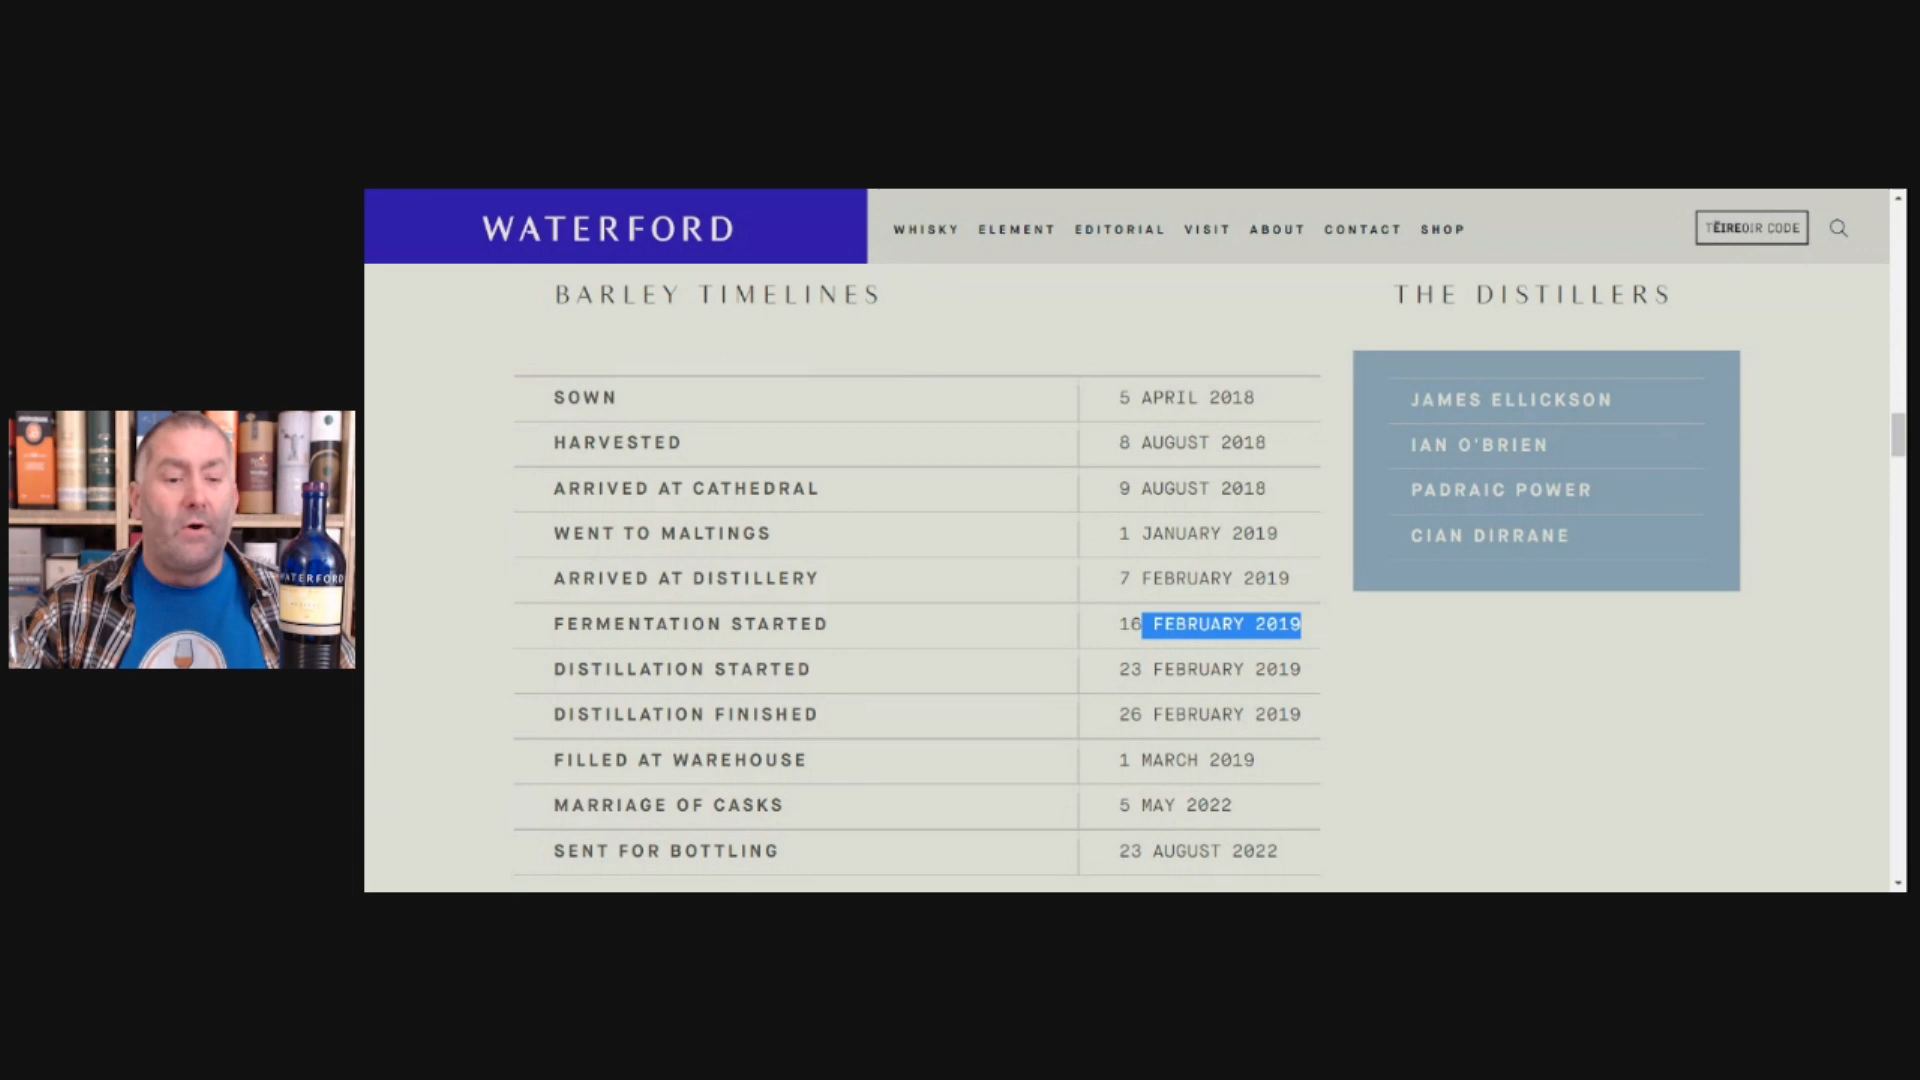 WATERFORD
WHISKY ELEMENT EDITORIAL VISIT ABOUT CONTACT SHOP
TÉIREOIR CODE
BARLEY TIMELINES
THE DISTILLERS
SOWN 5 APRIL 2018
HARVESTED 8 AUGUST 2018
ARRIVED AT CATHEDRAL 9 AUGUST 2018
WENT TO MALTINGS 1 JANUARY 2019
ARRIVED AT DISTILLERY 7 FEBRUARY 2019
FERMENTATION STARTED 16 FEBRUARY 2019
DISTILLATION STARTED 23 FEBRUARY 2019
DISTILLATION FINISHED 26 FEBRUARY 2019
FILLED AT WAREHOUSE 1 MARCH 2019
MARRIAGE OF CASKS 5 MAY 2022
SENT FOR BOTTLING 23 AUGUST 2022
JAMES ELLICKSON
IAN O'BRIEN
PADRAIC POWER
CIAN DIRRANE
WATERFORD